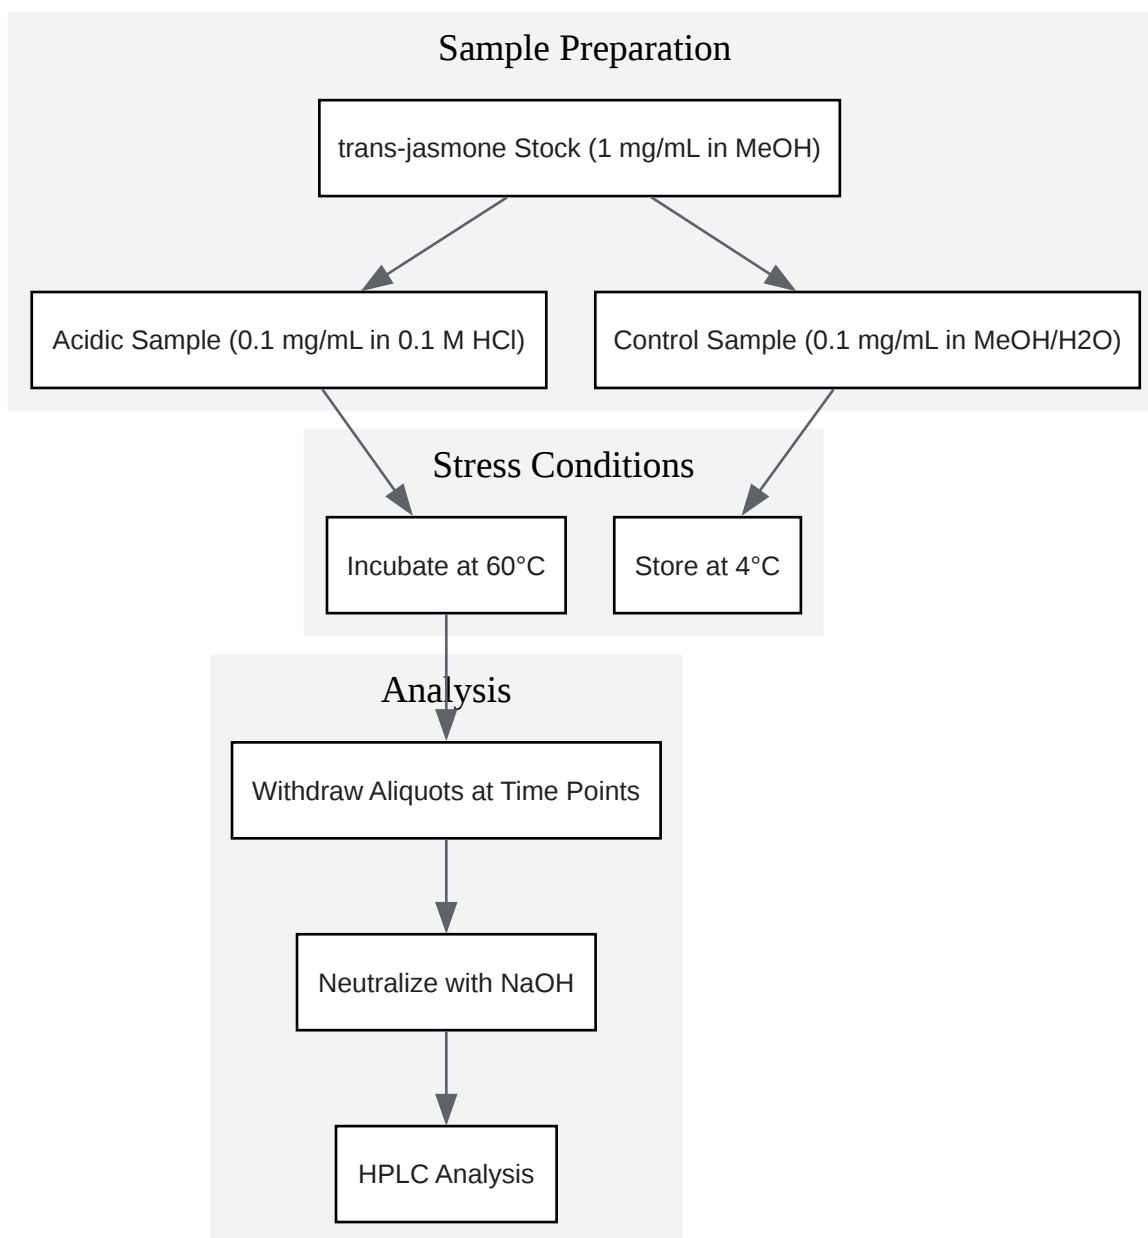 Sample Preparation
trans-jasmone Stock (1 mg/mL in MeOH)
Acidic Sample (0.1 mg/mL in 0.1 M HCl)
Control Sample (0.1 mg/mL in MeOH/H2O)
Stress Conditions
Incubate at 60°C
Store at 4°C
Analysis
Withdraw Aliquots at Time Points
Neutralize with NaOH
HPLC Analysis